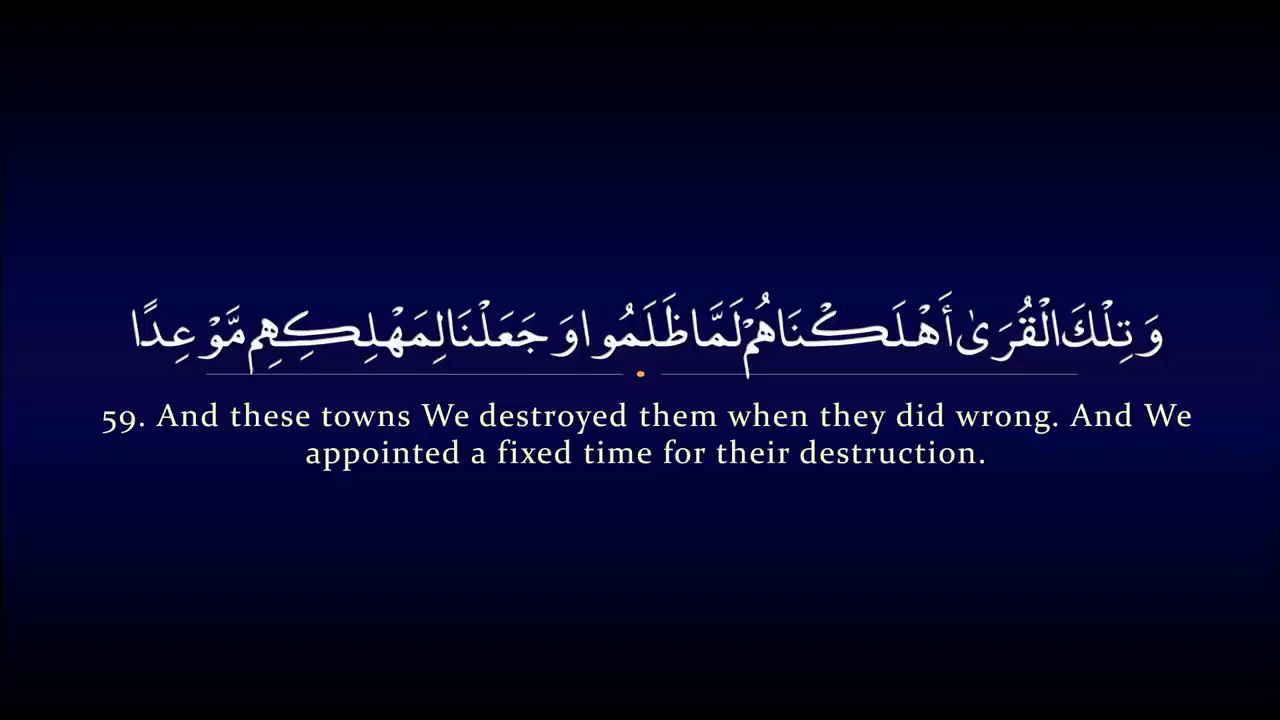 وَتِلْكَ الْقُرَىٰ أَهْلَكْنَاهُمْ لَمَّا ظَلَمُوا وَجَعَلْنَا لِمَهْلِكِهِم مَّوْعِدًا
59. And these towns We destroyed them when they did wrong. And We
appointed a fixed time for their destruction.